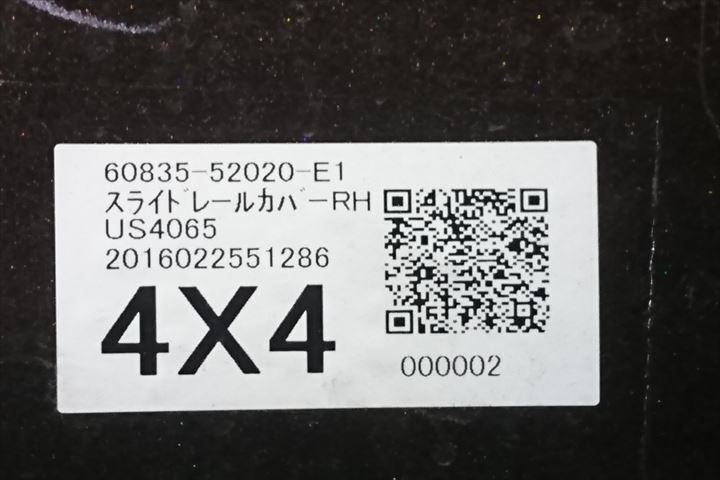 60835-52020-E1
ｽﾗｲﾄﾞﾚｰﾙｶﾊﾞｰRH
US4065
2016022551286
4X4
000002